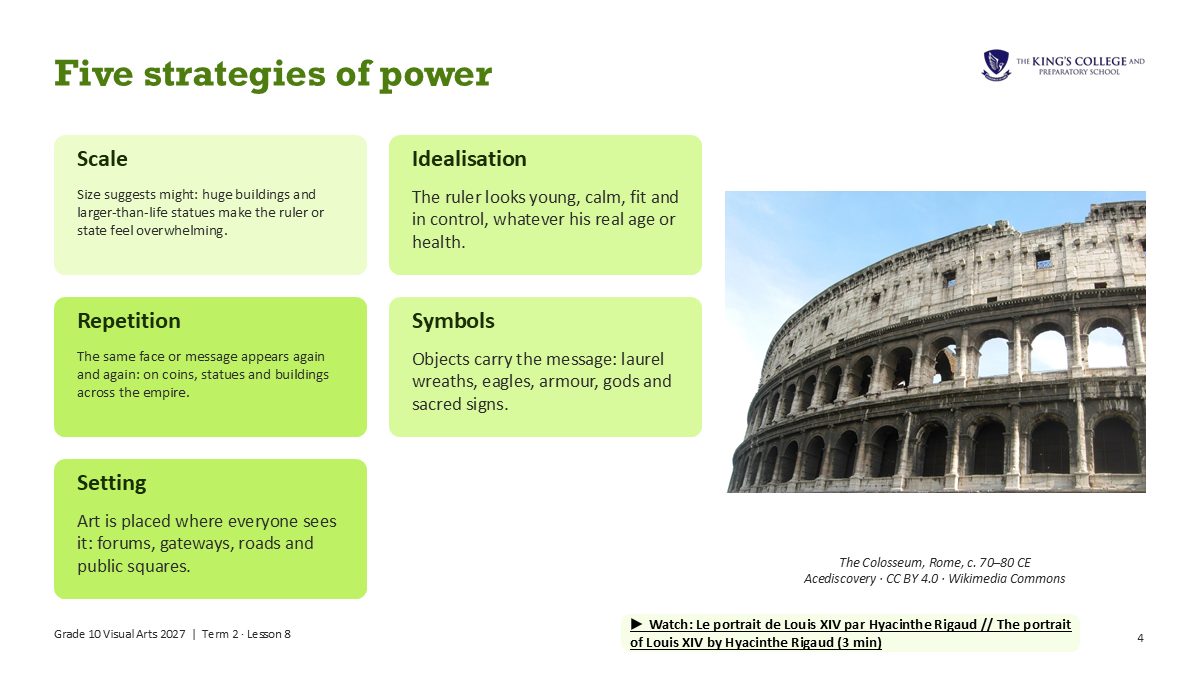 Five strategies of power
THE KING'S COLLEGE AND
PREPARATORY SCHOOL
Scale
Size suggests might: huge buildings and
larger-than-life statues make the ruler or
state feel overwhelming.
Idealisation
The ruler looks young, calm, fit and
in control, whatever his real age or
health.
Repetition
The same face or message appears again
and again: on coins, statues and buildings
across the empire.
Symbols
Objects carry the message: laurel
wreaths, eagles, armour, gods and
sacred signs.
Setting
Art is placed where everyone sees
it: forums, gateways, roads and
public squares.
The Colosseum, Rome, c. 70–80 CE
Acediscovery · CC BY 4.0 · Wikimedia Commons
Grade 10 Visual Arts 2027 | Term 2 · Lesson 8
▶ Watch: Le portrait de Louis XIV par Hyacinthe Rigaud // The portrait
of Louis XIV by Hyacinthe Rigaud (3 min)
4